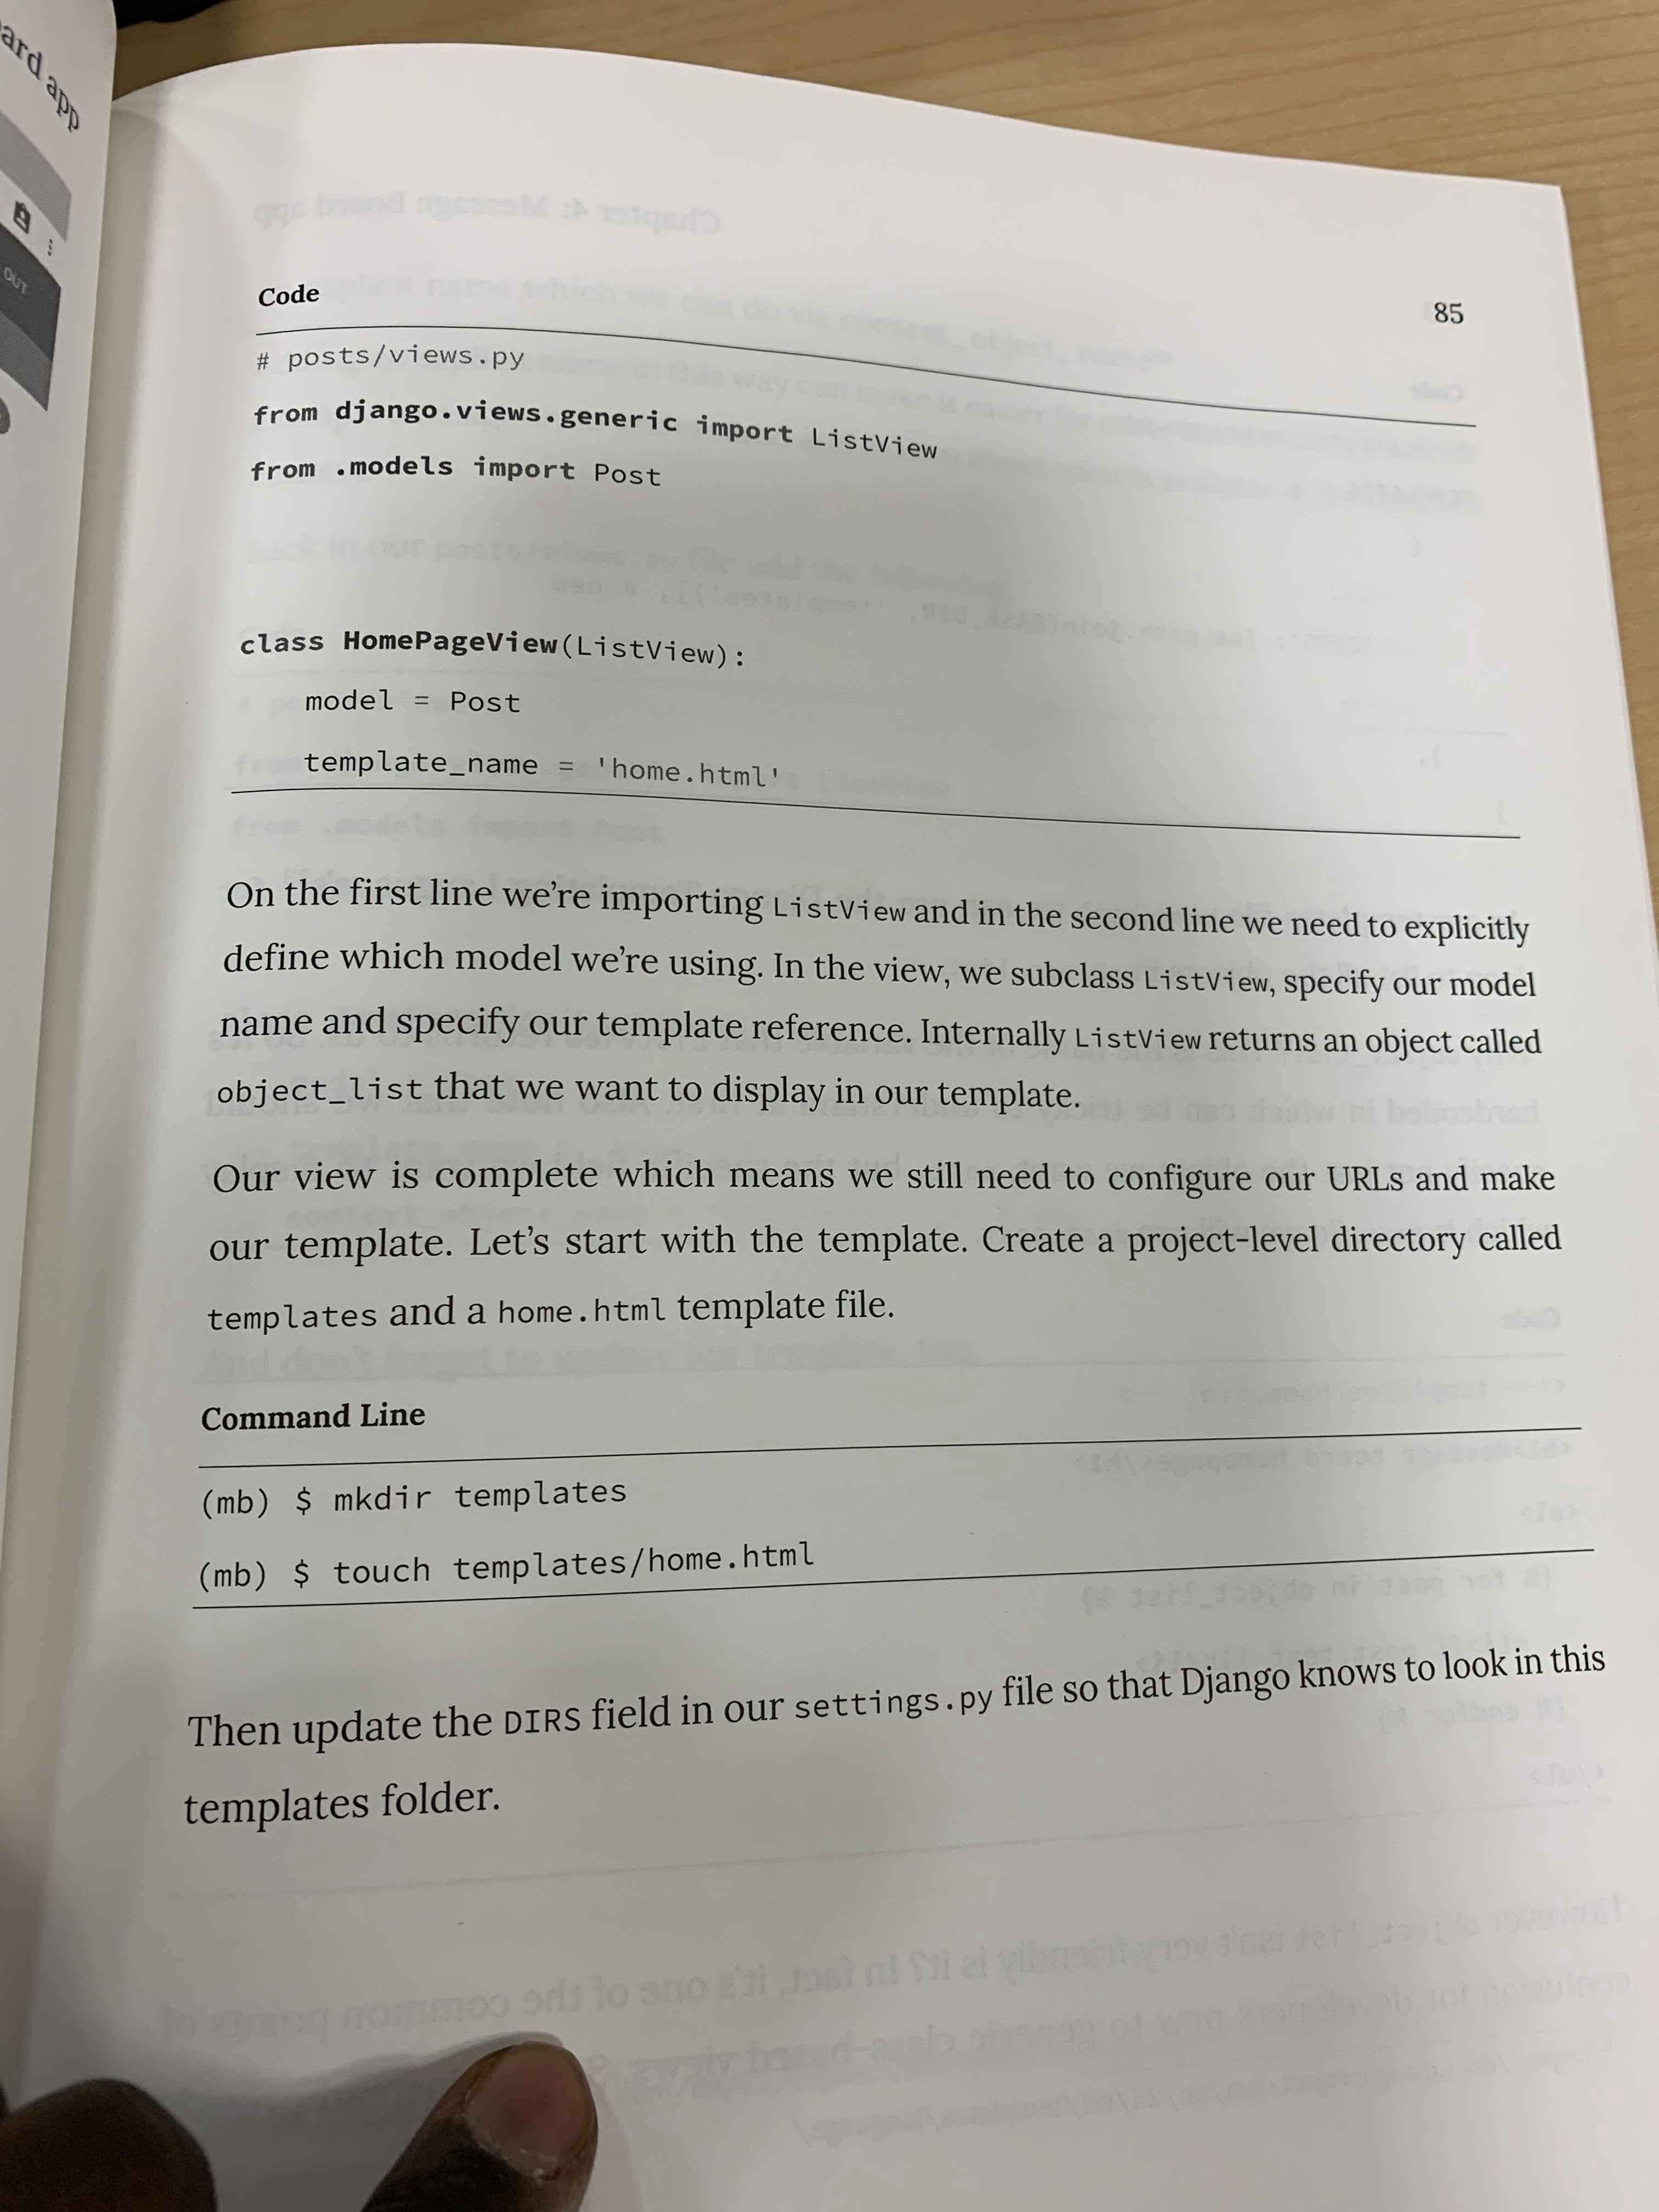 ard app
OUT
85
Code
# posts/views.py
from django.views.generic import ListView
from .models import Post
class HomePageView(ListView):
model = Post
template_name = 'home.html'
On the first line we're importing ListView and in the second line we need to explicitly
define which model we're using. In the view, we subclass ListView, specify our model
name and specify our template reference. Internally ListView returns an object called
object_list that we want to display in our template.
Our view is complete which means we still need to configure our URLs and make
our template. Let's start with the template. Create a project-level directory called
templates and a home.html template file.
Command Line
(mb) $ mkdir templates
(mb) $ touch templates/home.html
Then update the DIRS field in our settings.py file so that Django knows to look in this
templates folder.